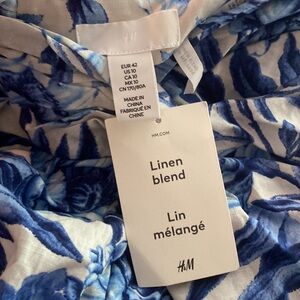 EUR 42
US 10
CA 10
MX 10
CN 170/80A
MADE IN
CHINA
FABRIQUÉ EN
CHINE
HM.COM
Linen
blend
Lin
mélangé
H&M